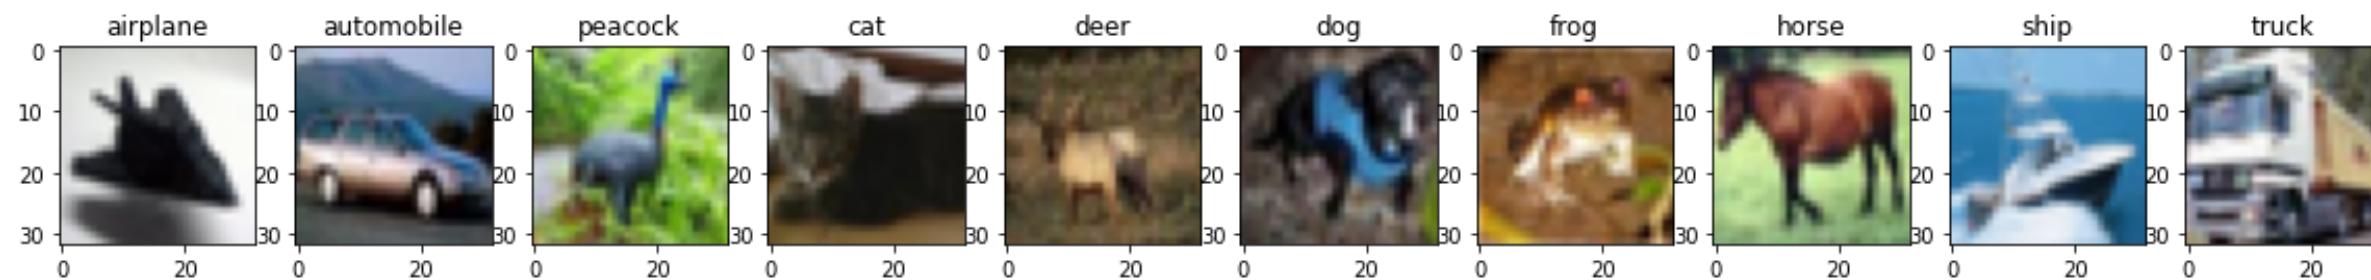 airplane automobile peacock cat deer dog frog horse ship truck
0 0 0 0 0 0 0 0 0 0
10 10 10 10 10 10 10 10 10 10
20 20 20 20 20 20 20 20 20 20
30 30 30 30 30 30 30 30 30 30
0 20 0 20 0 20 0 20 0 20 0 20 0 20 0 20 0 20 0 20